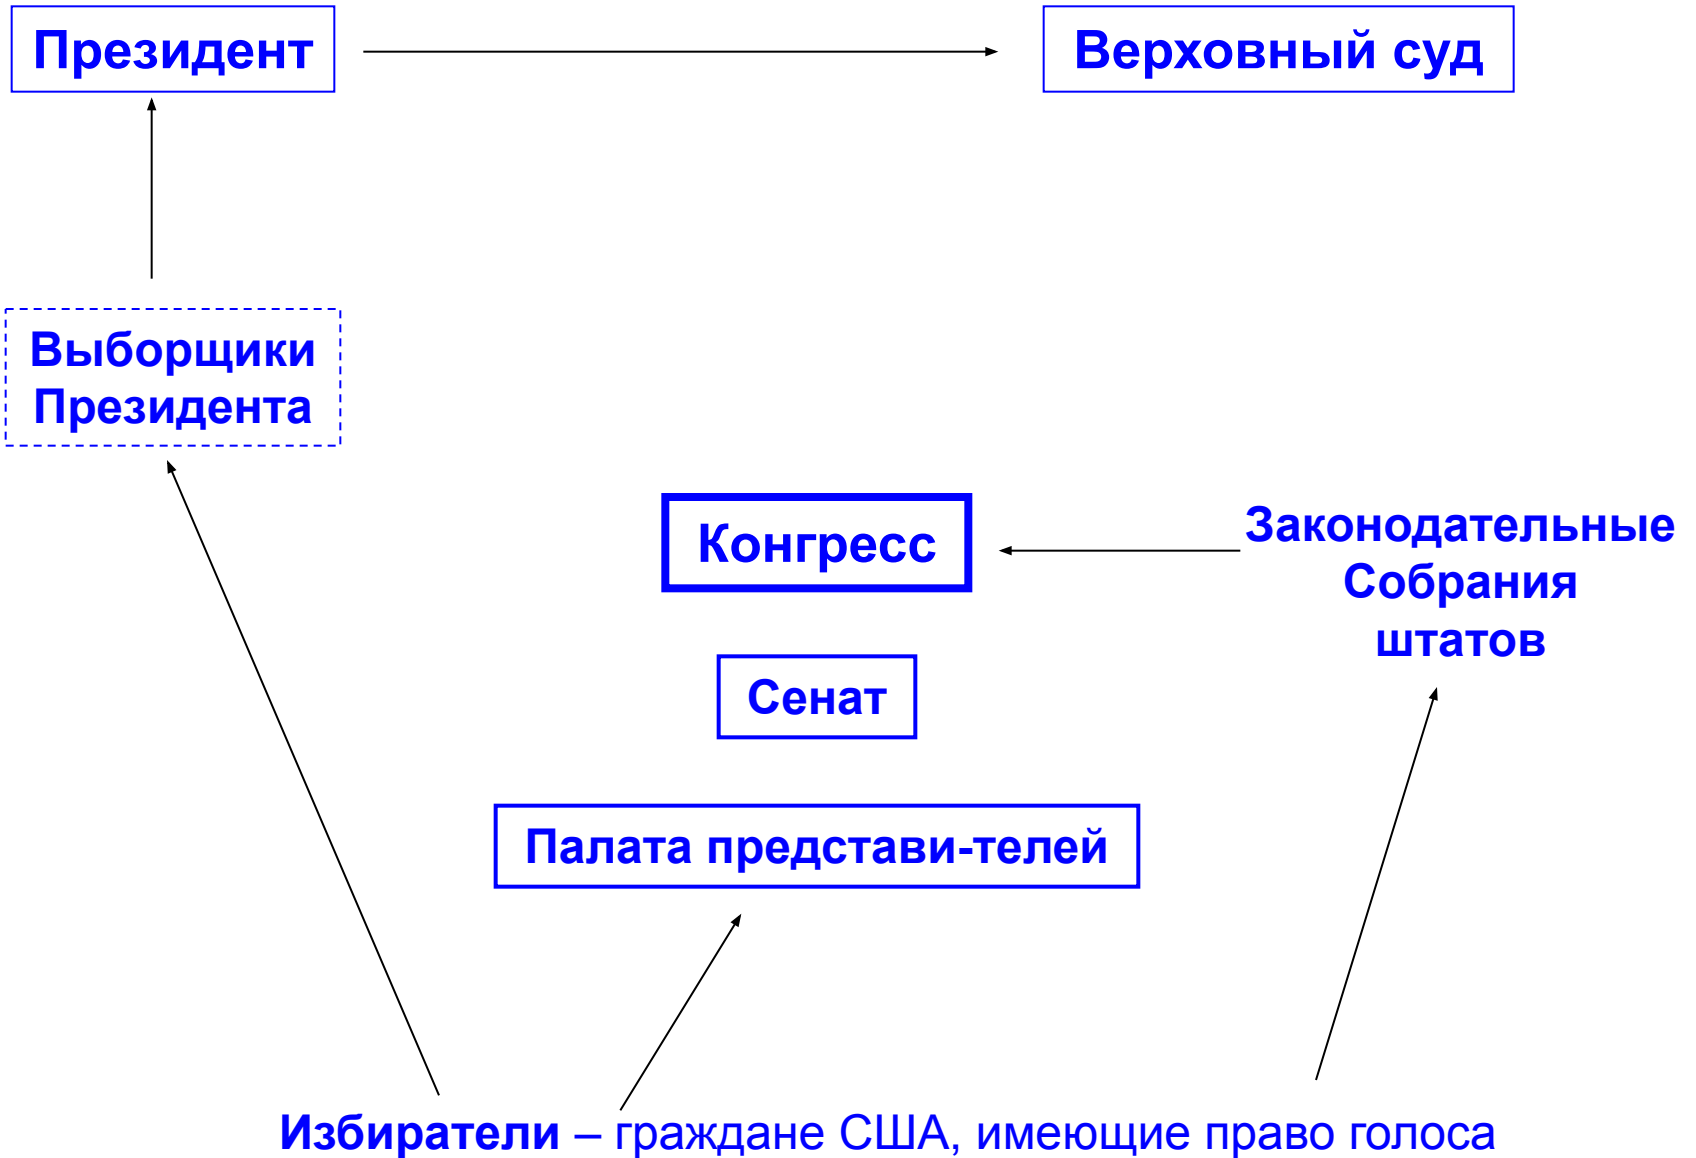 Президент
Верховный суд
Выборщики
Президента
Конгресс
Законодательные
Собрания
штатов
Сенат
Палата представи-телей
Избиратели – граждане США, имеющие право голоса